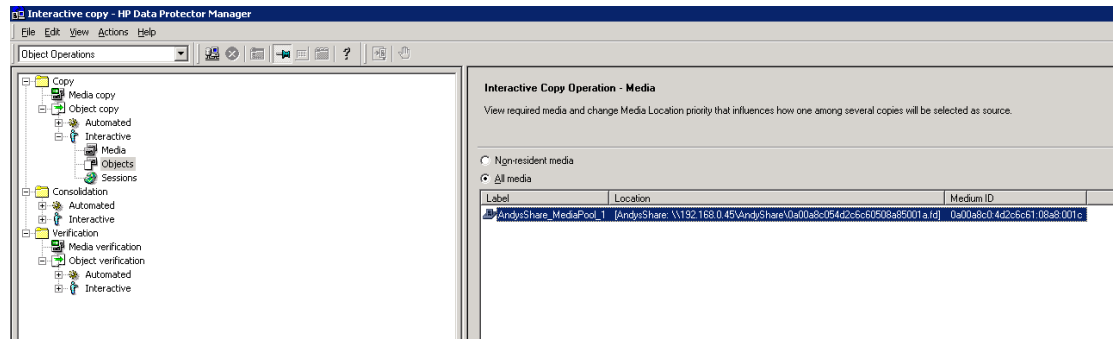 Interactive copy - HP Data Protector Manager
File Edit View Actions Help
Object Operations
Copy
Media copy
Object copy
Automated
Interactive
Media
Objects
Sessions
Consolidation
Automated
Interactive
Verification
Media verification
Object verification
Automated
Interactive
Interactive Copy Operation - Media
View required media and change Media Location priority that influences how one among several copies will be selected as source.
Non-resident media
All media
Label Location Medium ID
AndysShare_MediaPool_1 [AndysShare: \\192.168.0.45\AndyShare\0a00a8c054d2c6c60508a85001a.fd] 0a00a8c0:4d2c6c61:08a8:001c